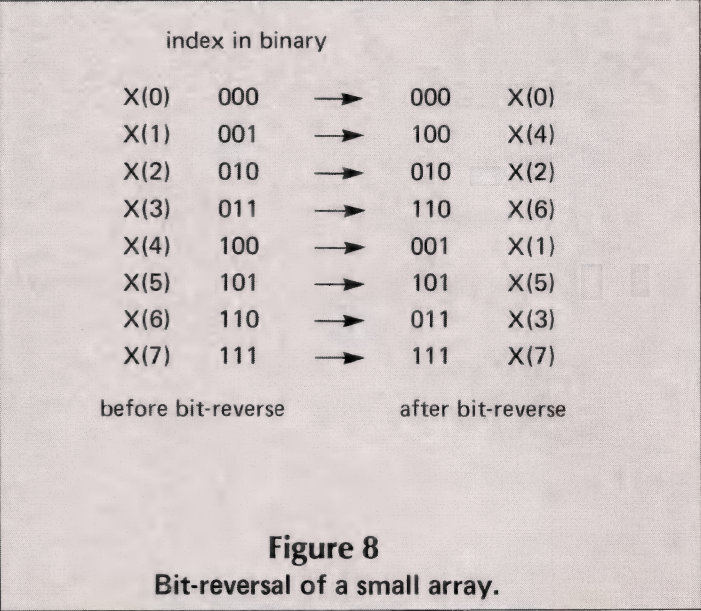 index in binary
X(0) 000 → 000 X(0)
X(1) 001 → 100 X(4)
X(2) 010 → 010 X(2)
X(3) 011 → 110 X(6)
X(4) 100 → 001 X(1)
X(5) 101 → 101 X(5)
X(6) 110 → 011 X(3)
X(7) 111 → 111 X(7)
before bit-reverse after bit-reverse
Figure 8
Bit-reversal of a small array.